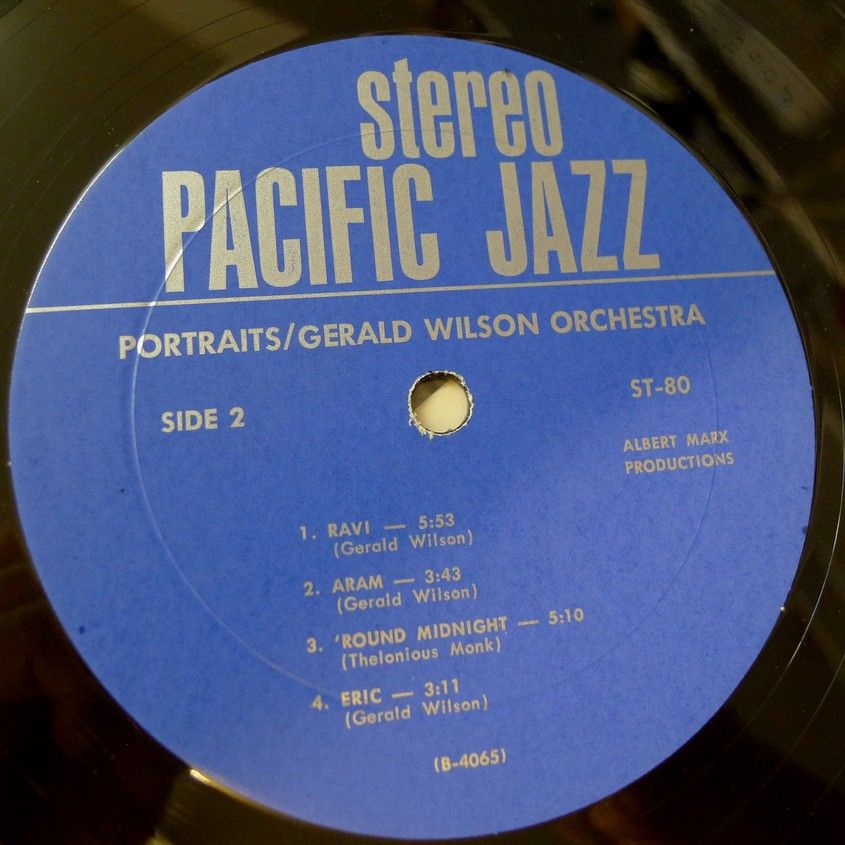 stereo
PACIFIC JAZZ
PORTRAITS/GERALD WILSON ORCHESTRA
SIDE 2
ST-80
ALBERT MARX
PRODUCTIONS
1. RAVI — 5:53
(Gerald Wilson)
2. ARAM — 3:43
(Gerald Wilson)
3. 'ROUND MIDNIGHT — 5:10
(Thelonious Monk)
4. ERIC — 3:11
(Gerald Wilson)
(B-4065)